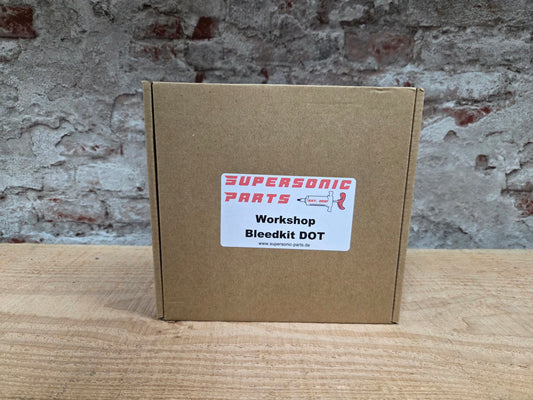 SUPERSONIC
PARTS
Workshop
Bleedkit DOT
www.supersonic-parts.de